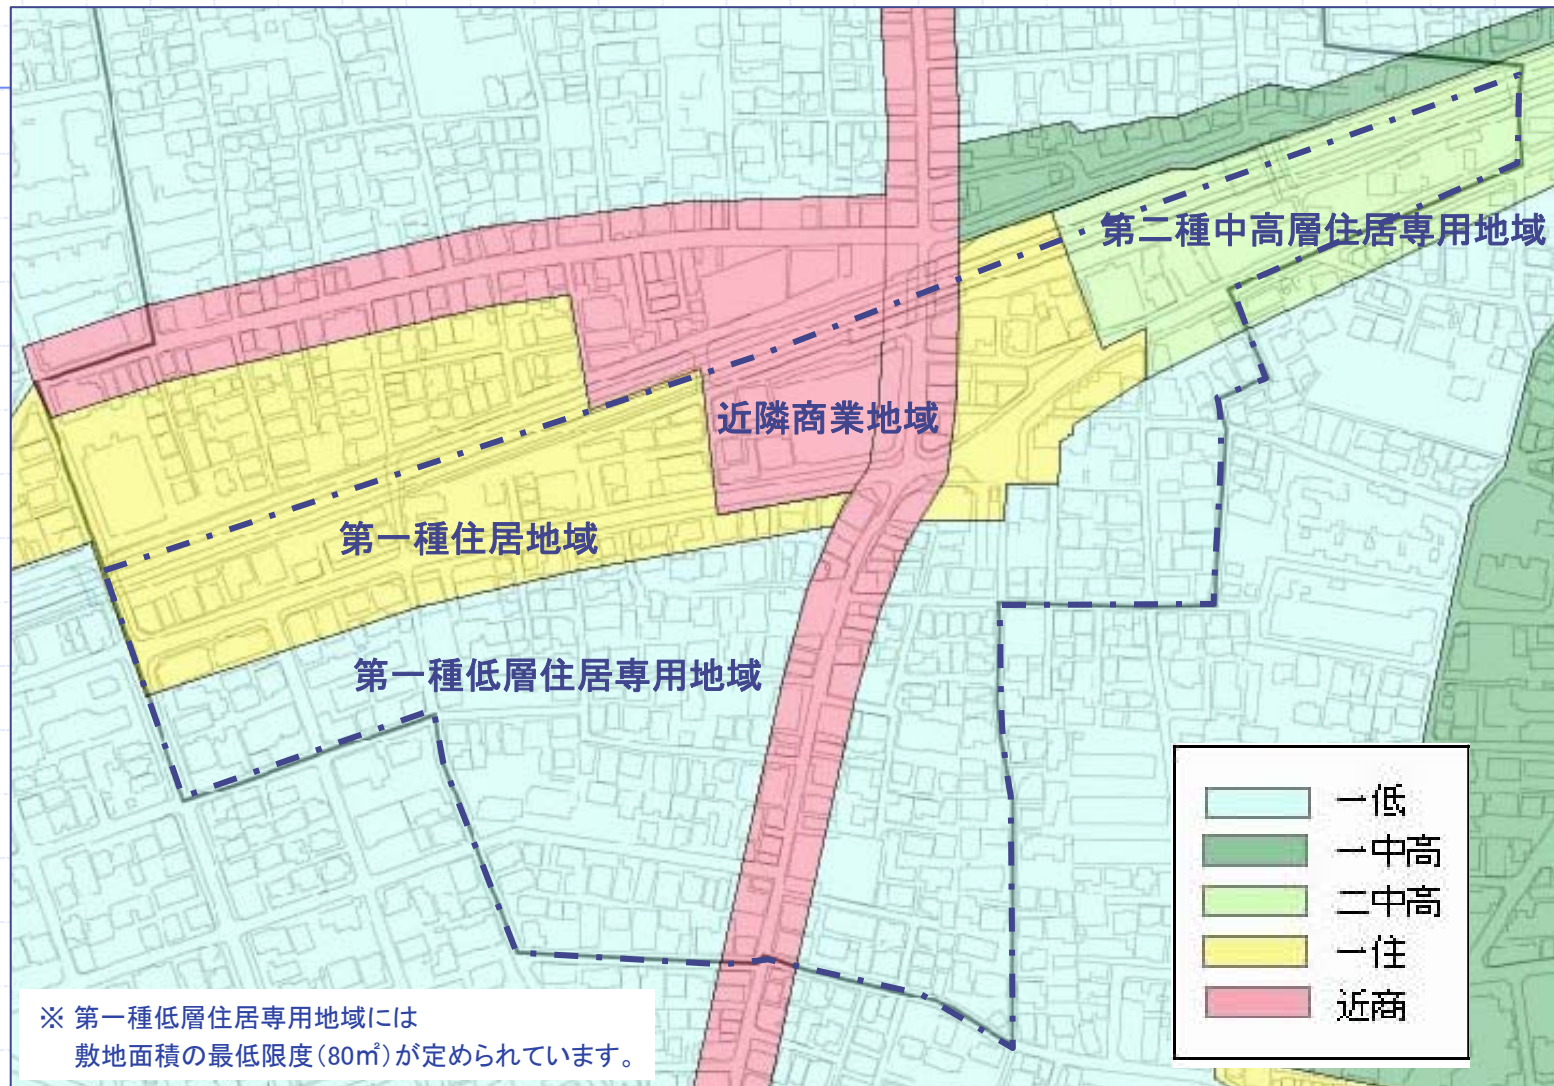 第二種中高層住居専用地域
近隣商業地域
第一種住居地域
第一種低層住居専用地域
一低
一中高
二中高
一住
近商
※ 第一種低層住居専用地域には
敷地面積の最低限度(80㎡)が定められています。